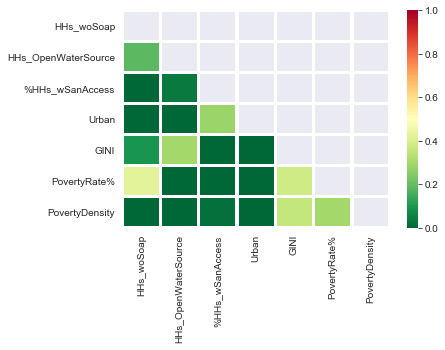 HHs_woSoap
HHs_OpenWaterSource
%HHs_wSanAccess
Urban
GINI
PovertyRate%
PovertyDensity
HHs_woSoap
HHs_OpenWaterSource
%HHs_wSanAccess
Urban
GINI
PovertyRate%
PovertyDensity
1.0
0.8
0.6
0.4
0.2
0.0